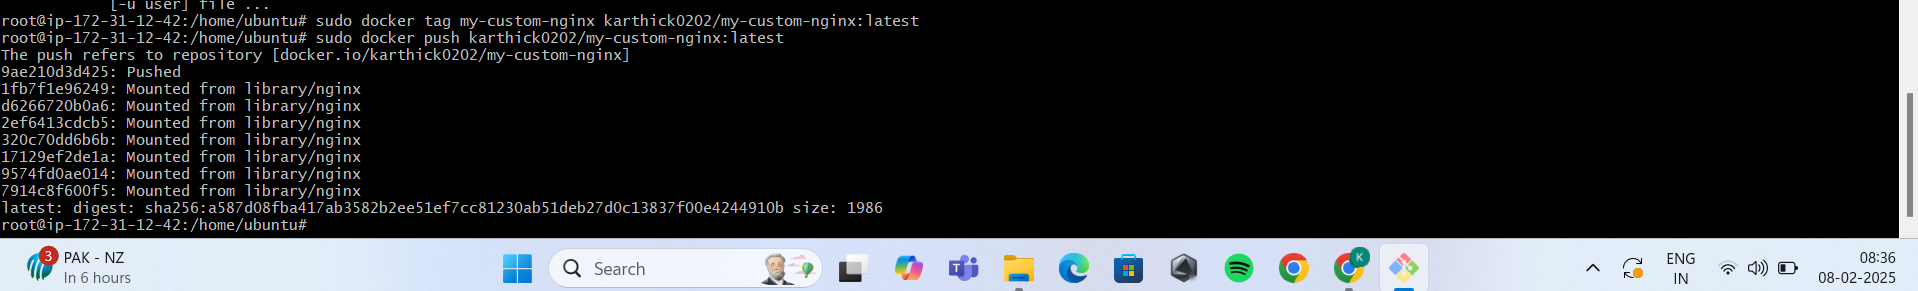 [-u user] file ...
root@ip-172-31-12-42:/home/ubuntu# sudo docker tag my-custom-nginx karthick0202/my-custom-nginx:latest
root@ip-172-31-12-42:/home/ubuntu# sudo docker push karthick0202/my-custom-nginx:latest
The push refers to repository [docker.io/karthick0202/my-custom-nginx]
9ae210d3d425: Pushed
1fb7f1e96249: Mounted from library/nginx
d6266720b0a6: Mounted from library/nginx
2ef6413cdcb5: Mounted from library/nginx
320c70dd6b6b: Mounted from library/nginx
17129ef2de1a: Mounted from library/nginx
9574fd0ae014: Mounted from library/nginx
7914c8f600f5: Mounted from library/nginx
latest: digest: sha256:a587d08fba417ab3582b2ee51ef7cc81230ab51deb27d0c13837f00e4244910b size: 1986
root@ip-172-31-12-42:/home/ubuntu#
3
PAK - NZ
In 6 hours
Search
K
ENG
IN
08:36
08-02-2025